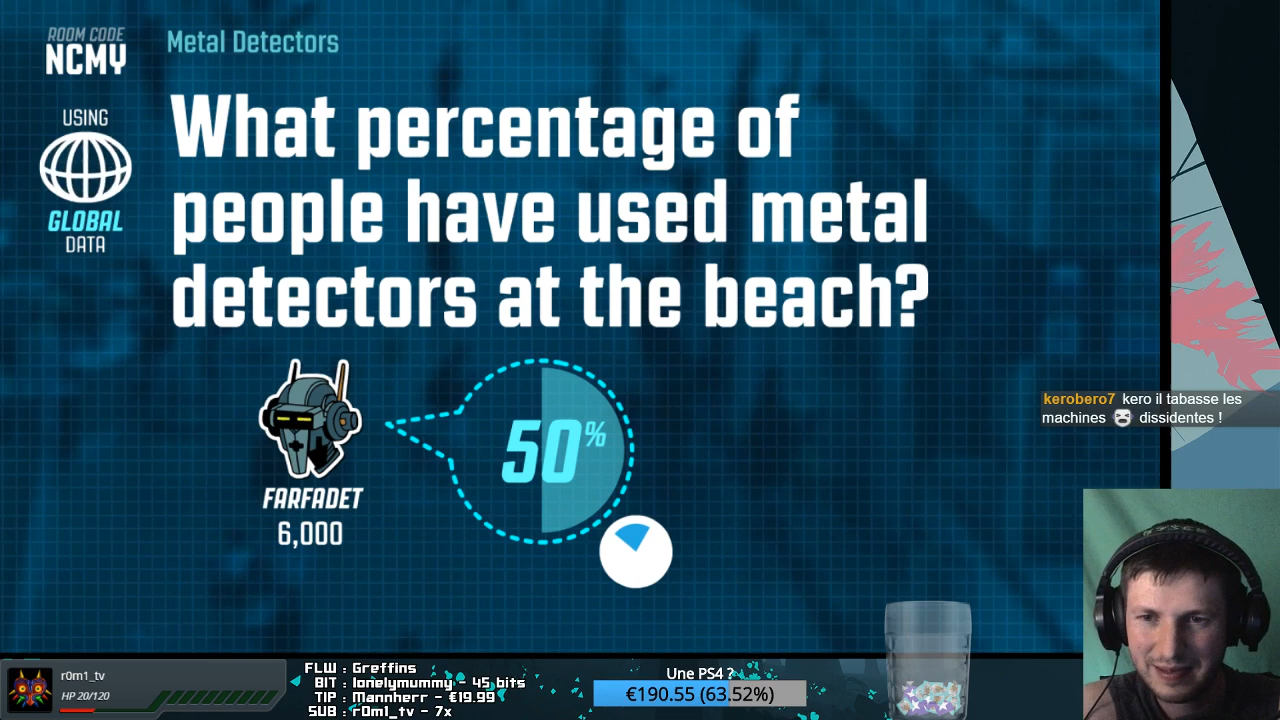 ROOM CODE
NCMY
Metal Detectors
USING
GLOBAL
DATA
What percentage of
people have used metal
detectors at the beach?
50%
FARFADET
6,000
kerobero7 kero il tabasse les
machines dissidentes !
r0m1_tv
HP 20/120
FLW : Greffins
BIT : lonelymummy - 45 bits
TIP : Mannherr - €19.99
SUB : r0m1_tv - 7x
Une PS4 ?
€190.55 (63.52%)